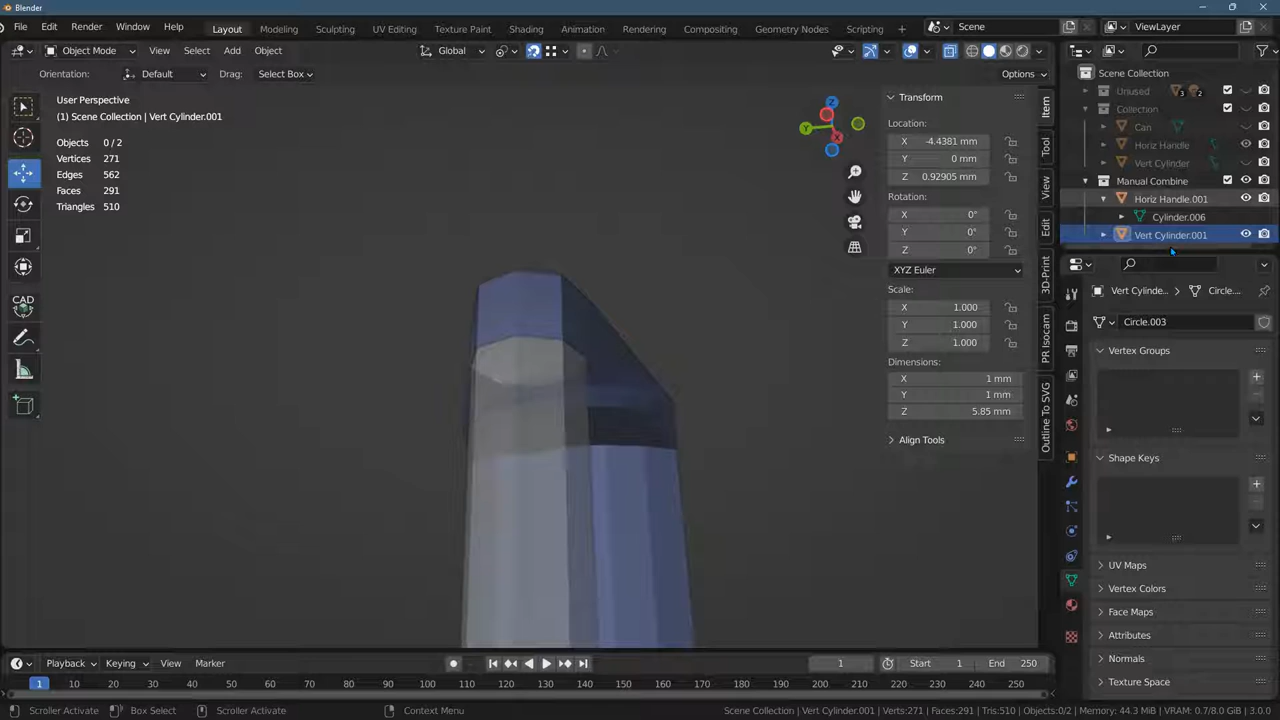 Blender
File Edit Render Window Help
Layout Modeling Sculpting UV Editing Texture Paint Shading Animation Rendering Compositing Geometry Nodes Scripting +
Scene
ViewLayer
Object Mode View Select Add Object
Global
Orientation: Default Drag: Select Box
Options
User Perspective
(1) Scene Collection | Vert Cylinder.001
Objects 0 / 2
Vertices 271
Edges 562
Faces 291
Triangles 510
Z
Y
X
CAD
Transform
Location:
X -4.4381 mm
Y 0 mm
Z 0.92905 mm
Rotation:
X 0°
Y 0°
Z 0°
XYZ Euler
Scale:
X 1.000
Y 1.000
Z 1.000
Dimensions:
X 1 mm
Y 1 mm
Z 5.85 mm
Align Tools
Item
Tool
View
Edit
3D-Print
PR Isocam
Outline To SVG
Scene Collection
Unused 3 2
Collection
Can
Horiz Handle
Vert Cylinder
Manual Combine
Horiz Handle.001
Cylinder.006
Vert Cylinder.001
Vert Cylinde... > Circle....
Circle.003
Vertex Groups
Shape Keys
UV Maps
Vertex Colors
Face Maps
Attributes
Normals
Texture Space
Playback Keying View Marker
1 Start 1 End 250
1 10 20 30 40 50 60 70 80 90 100 110 120 130 140 150 160 170 180 190 200 210 220 230 240 250
Scroller Activate Box Select Scroller Activate Context Menu
Scene Collection | Vert Cylinder.001 | Verts:271 | Faces:291 | Tris:510 | Objects:0/2 | Memory: 44.3 MiB | VRAM: 0.7/8.0 GiB | 3.0.0